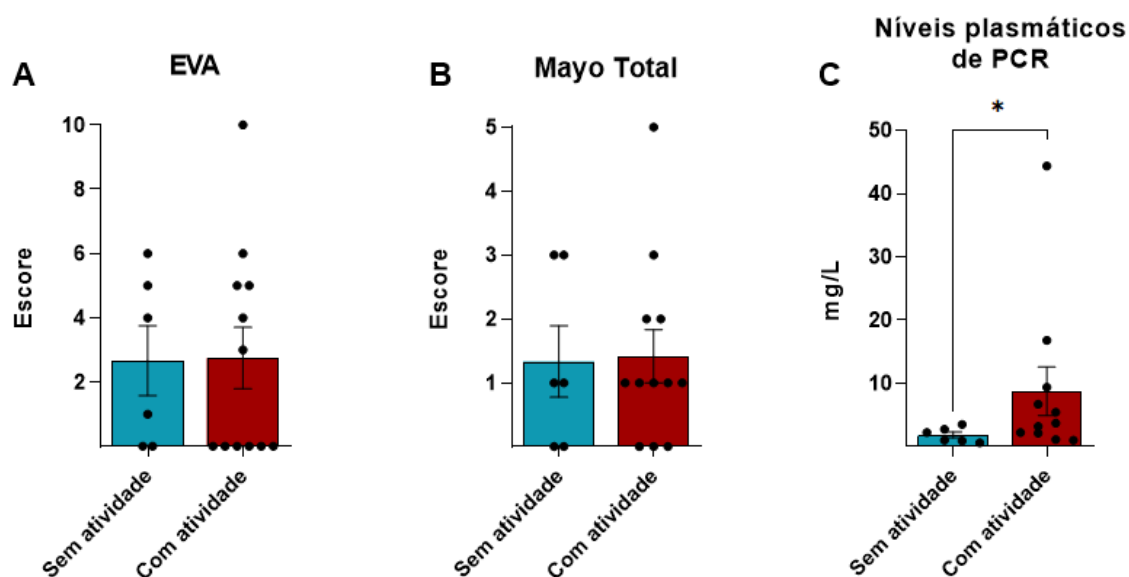 A
EVA
Escore
10
8
6
4
2
Sem atividade
Com atividade
B
Mayo Total
Escore
5
4
3
2
1
Sem atividade
Com atividade
C
Níveis plasmáticos
de PCR
*
mg/L
50
40
30
20
10
Sem atividade
Com atividade